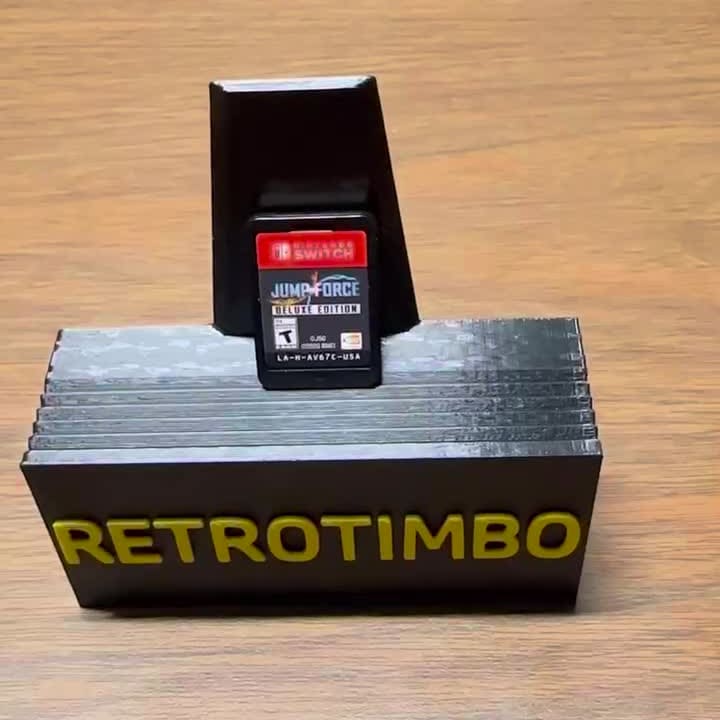 NINTENDO
SWITCH
JUMP FORCE
DELUXE EDITION
T
LA-H-AV67C-USA
RETROTIMBO